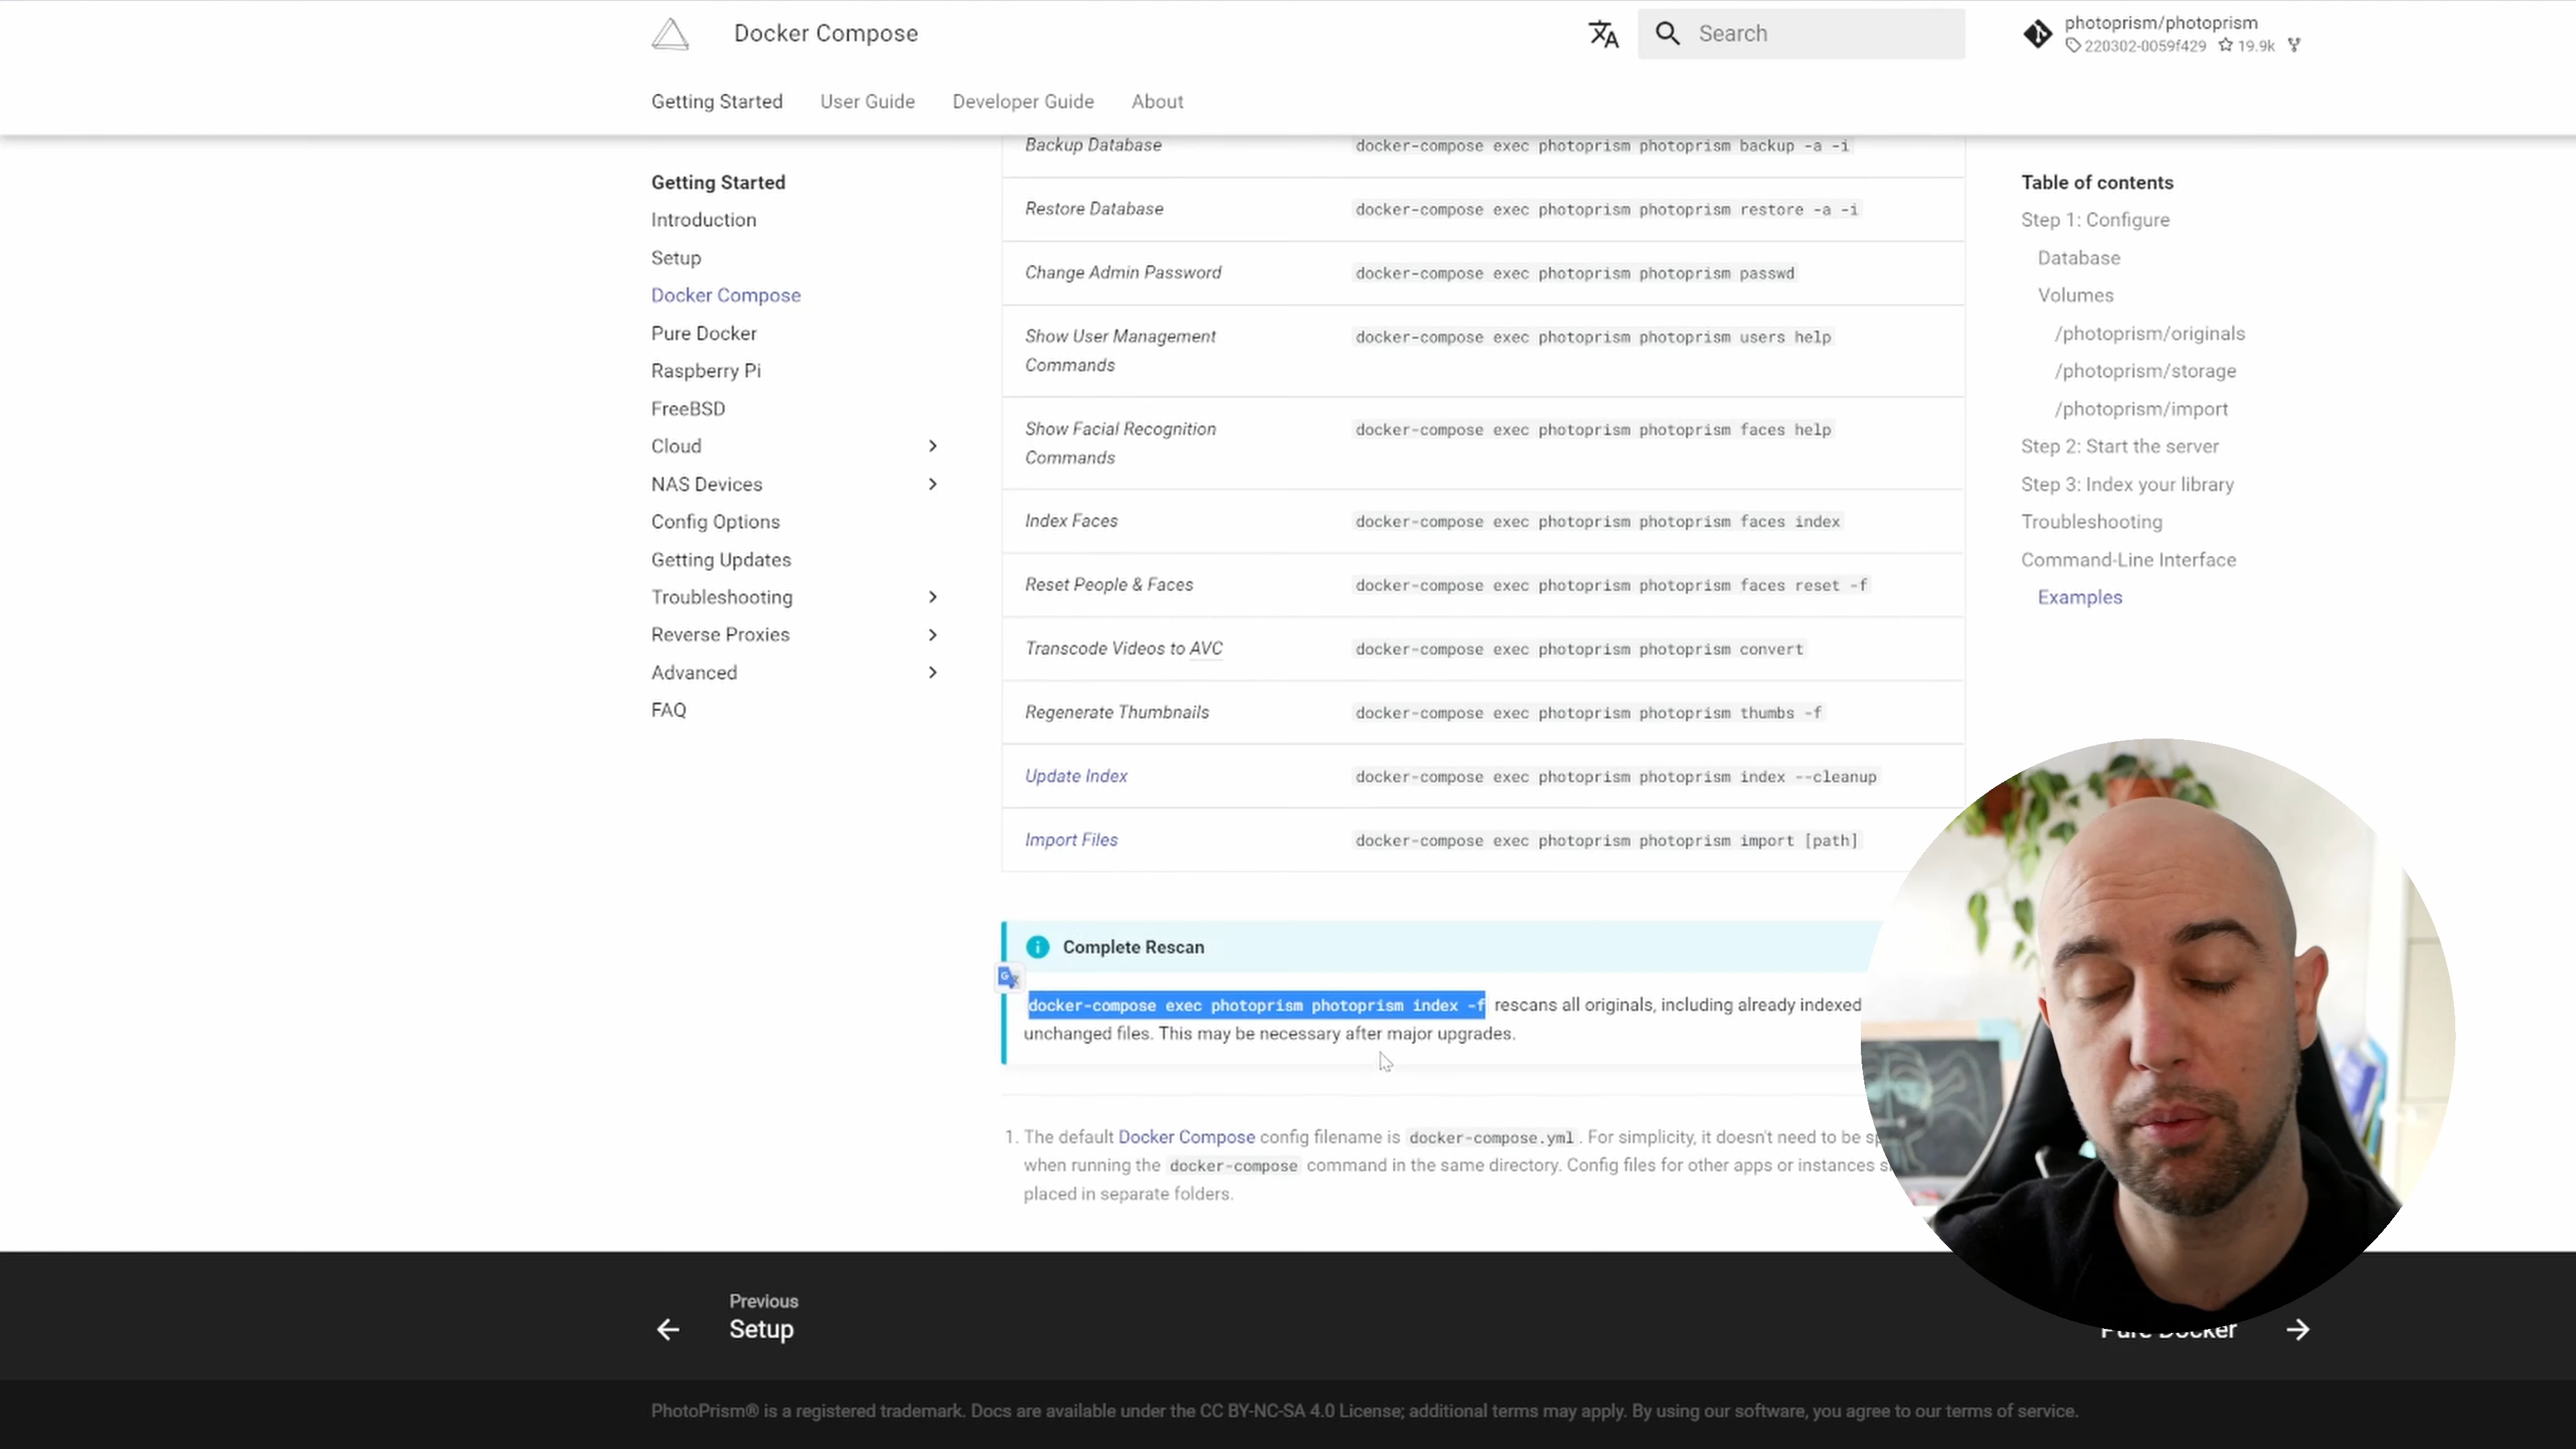 Docker Compose
Search
photoprism/photoprism
220302-0059f429 19.9k
Getting Started User Guide Developer Guide About
Getting Started
Introduction
Setup
Docker Compose
Pure Docker
Raspberry Pi
FreeBSD
Cloud
NAS Devices
Config Options
Getting Updates
Troubleshooting
Reverse Proxies
Advanced
FAQ
Backup Database docker-compose exec photoprism photoprism backup -a -i
Restore Database docker-compose exec photoprism photoprism restore -a -i
Change Admin Password docker-compose exec photoprism photoprism passwd
Show User Management docker-compose exec photoprism photoprism users help
Commands
Show Facial Recognition docker-compose exec photoprism photoprism faces help
Commands
Index Faces docker-compose exec photoprism photoprism faces index
Reset People & Faces docker-compose exec photoprism photoprism faces reset -f
Transcode Videos to AVC docker-compose exec photoprism photoprism convert
Regenerate Thumbnails docker-compose exec photoprism photoprism thumbs -f
Update Index docker-compose exec photoprism photoprism index --cleanup
Import Files docker-compose exec photoprism photoprism import [path]
Complete Rescan
docker-compose exec photoprism photoprism index -f rescans all originals, including already indexed
unchanged files. This may be necessary after major upgrades.
1. The default Docker Compose config filename is docker-compose.yml. For simplicity, it doesn't need to be
when running the docker-compose command in the same directory. Config files for other apps or instances
placed in separate folders.
Table of contents
Step 1: Configure
Database
Volumes
/photoprism/originals
/photoprism/storage
/photoprism/import
Step 2: Start the server
Step 3: Index your library
Troubleshooting
Command-Line Interface
Examples
Previous
Setup
Pure Docker
PhotoPrism® is a registered trademark. Docs are available under the CC BY-NC-SA 4.0 License; additional terms may apply. By using our software, you agree to our terms of service.